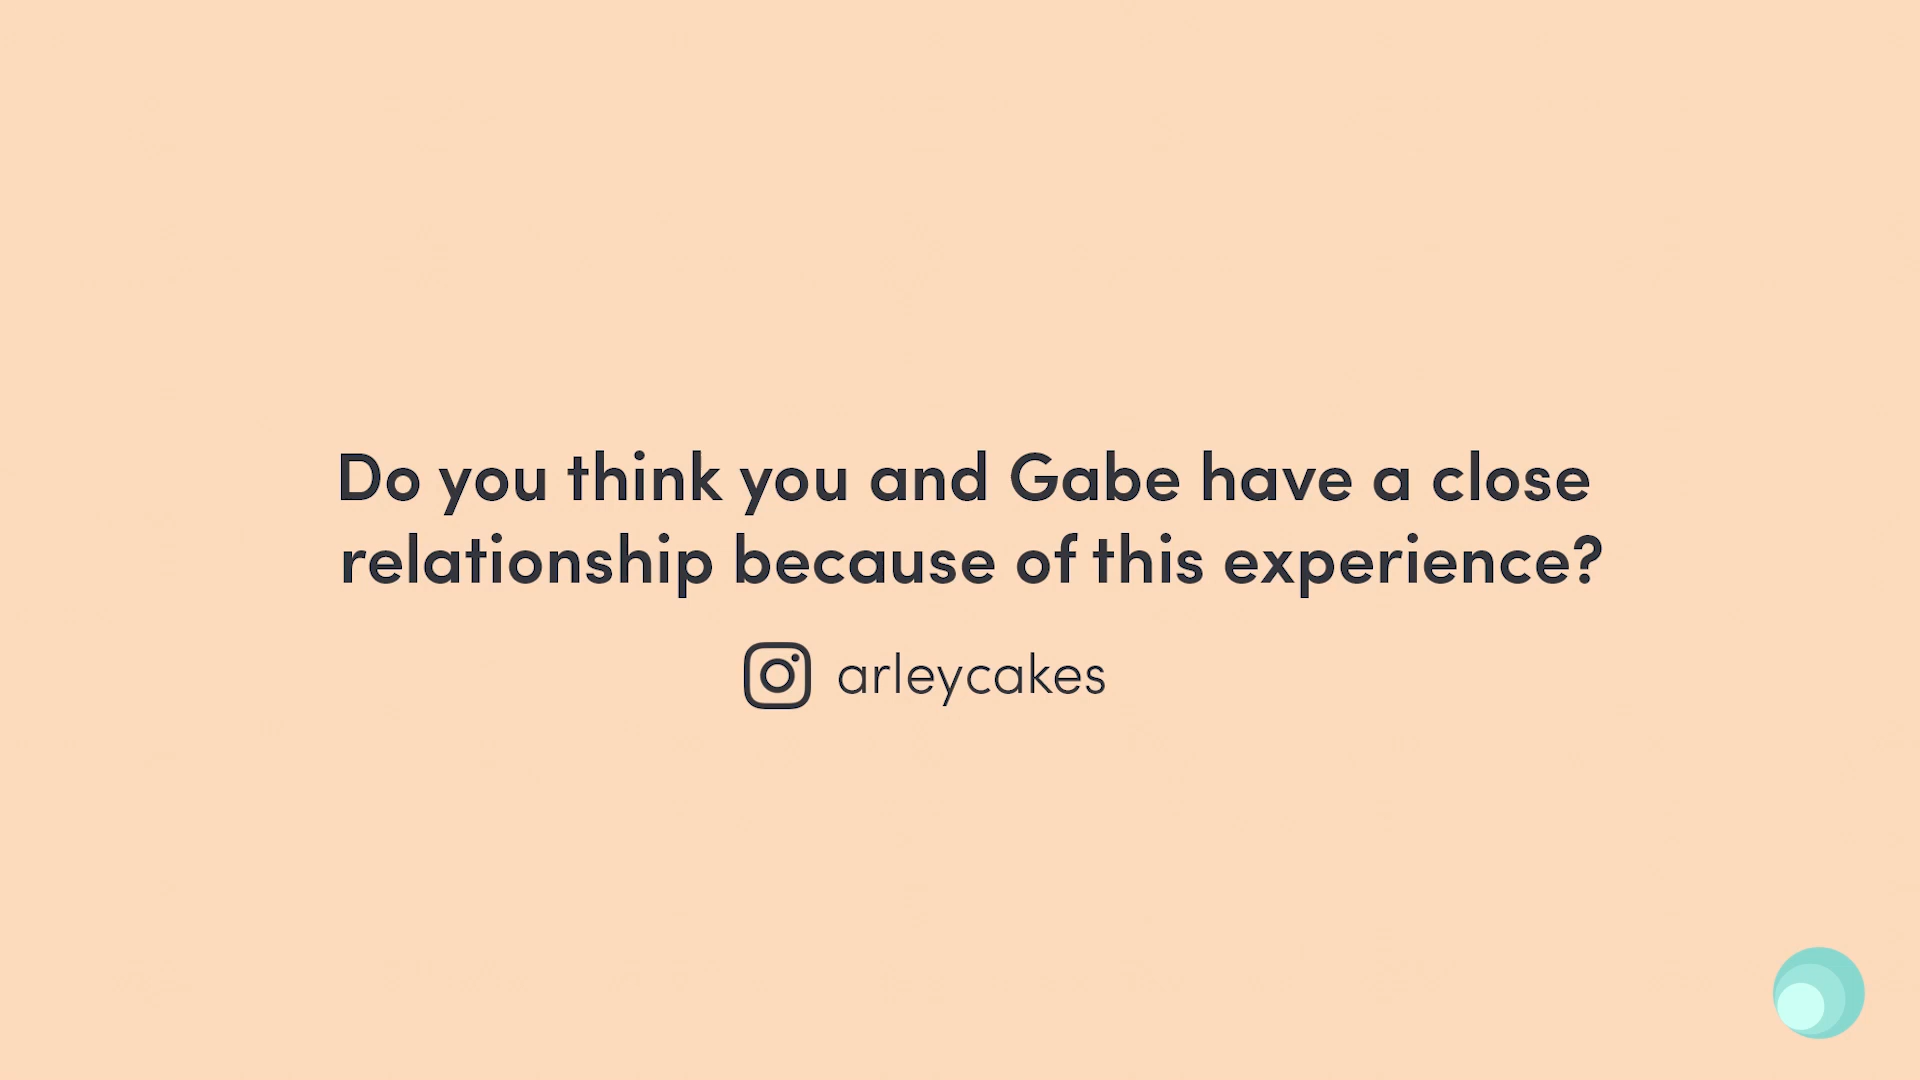 Do you think you and Gabe have a close
relationship because of this experience?
arleycakes